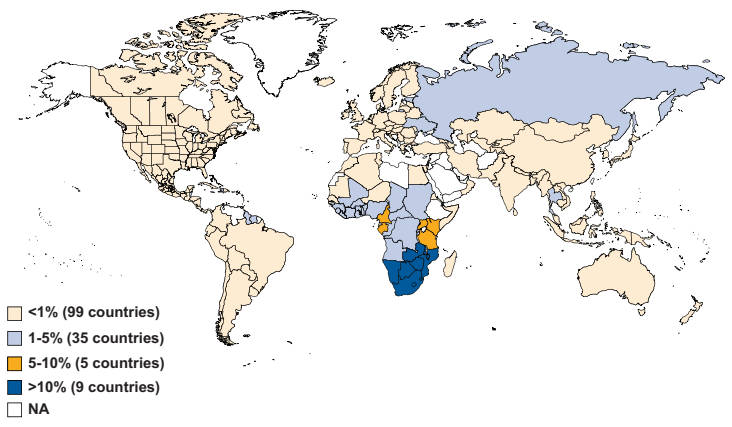 <1% (99 countries)
1-5% (35 countries)
5-10% (5 countries)
>10% (9 countries)
NA